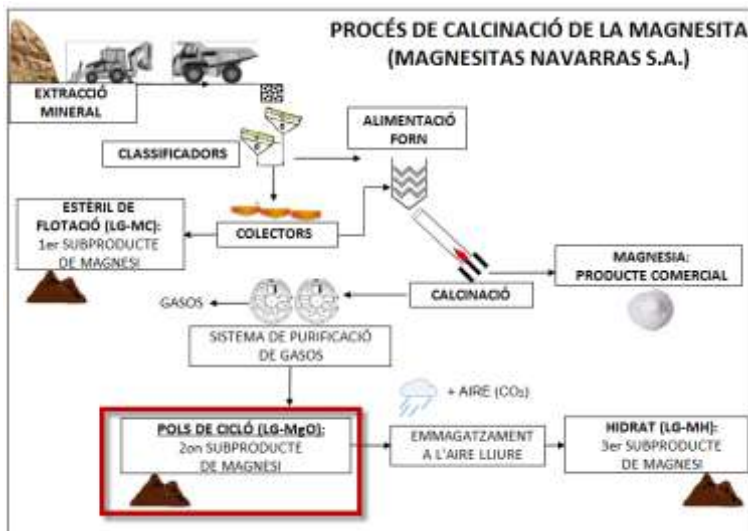 PROCÉS DE CALCINACIÓ DE LA MAGNESITA
(MAGNESITAS NAVARRAS S.A.)
EXTRACCIÓ
MINERAL
CLASSIFICADORS
ALIMENTACIÓ
FORN
ESTÈRIL DE
FLOTACIÓ (LG-MC):
1er SUBPRODUCTE
DE MAGNESI
COLECTORS
MAGNESIA:
PRODUCTE COMERCIAL
CALCINACIÓ
GASOS
SISTEMA DE PURIFICACIÓ
DE GASOS
+ AIRE (CO₂)
POLS DE CICLÓ (LG-MgO):
2on SUBPRODUCTE
DE MAGNESI
EMMAGATZAMENT
A L'AIRE LLIURE
HIDRAT (LG-MH):
3er SUBPRODUCTE
DE MAGNESI